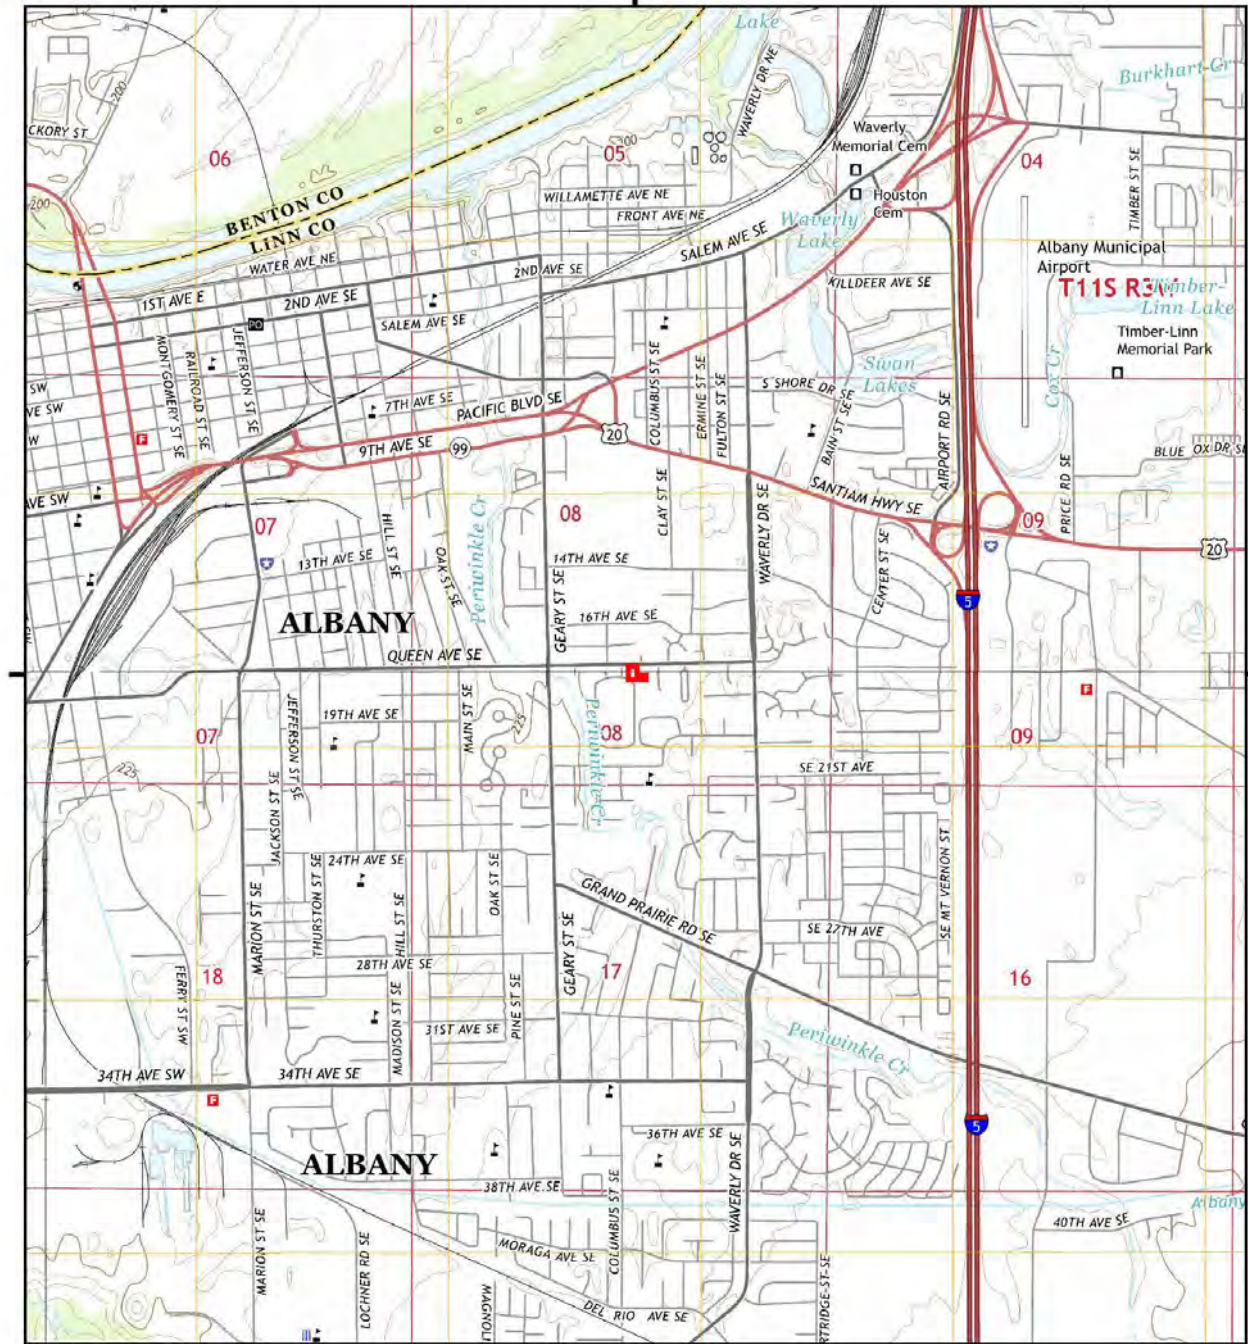 Lake
Burkhart Cr
CKORY ST
200
06
05
200
WAVERLY DR NE
Waverly
Memorial Cem
04
TIMBER ST SE
200
BENTON CO
LINN CO
WILLAMETTE AVE NE
FRONT AVE NE
Houston
Cem
Waverly
Lake
SALEM AVE SE
WATER AVE NE
2ND AVE SE
Albany Municipal
Airport
T11S R3
Timber-
Linn Lake
KILLDEER AVE SE
1ST AVE E
2ND AVE SE
PO
SALEM AVE SE
Timber-Linn
Memorial Park
MONTGOMERY ST SE
RAILROAD ST SE
JEFFERSON ST SE
COLUMBUS ST SE
ERMINE ST SE
FULTON ST SE
Swan
Lakes
Cox Cr
SW
VE SW
W
S SHORE DR SE
7TH AVE SE
PACIFIC BLVD SE
BAIN ST SE
AIRPORT RD SE
F
9TH AVE SE
99
20
BLUE OX DR SE
AVE SW
CLAY ST SE
WAVERLY DR SE
SANTIAM HWY SE
PRICE RD SE
07
HILL ST SE
Periwinkle Cr
08
09
20
13TH AVE SE
OAK ST SE
14TH AVE SE
CENTER ST SE
5
ALBANY
GEARY ST SE
16TH AVE SE
SW
QUEEN AVE SE
F
JEFFERSON ST SE
19TH AVE SE
MAIN ST SE
225
Periwinkle Cr
07
08
09
225
SE 21ST AVE
JACKSON ST SE
24TH AVE SE
SE MT VERNON ST
THURSTON ST SE
OAK ST SE
GRAND PRAIRIE RD SE
MARION ST SE
HILL ST SE
SE 27TH AVE
GEARY ST SE
28TH AVE SE
18
17
16
FERRY ST SW
MADISON ST SE
PINE ST SE
31ST AVE SE
Periwinkle Cr
34TH AVE SW
34TH AVE SE
F
5
36TH AVE SE
WAVERLY DR SE
ALBANY
38TH AVE SE
COLUMBUS ST SE
Albany
40TH AVE SE
MARION ST SE
LOCHNER RD SE
MORAGA AVE SE
MAGNOLI
DEL RIO AVE SE
RTRIDGE ST SE